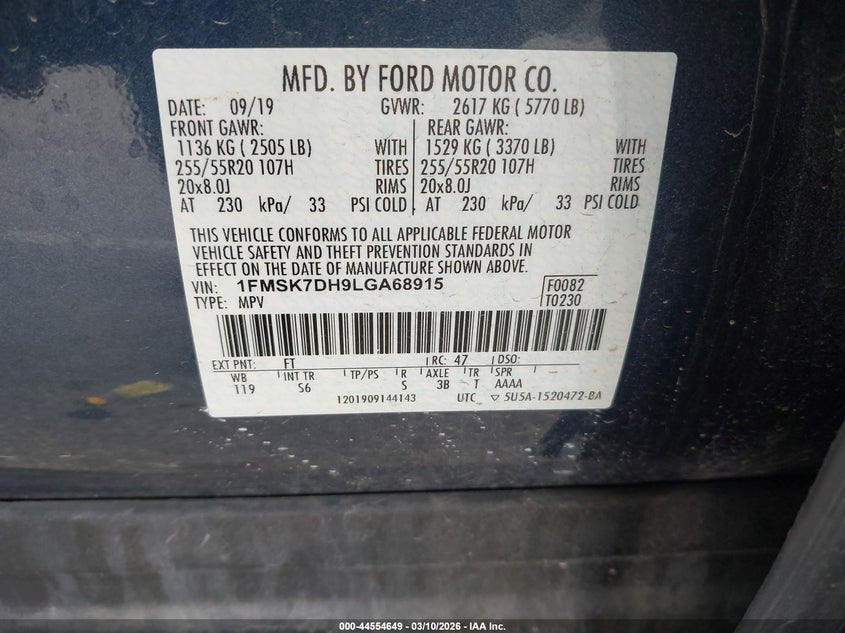 MFD. BY FORD MOTOR CO.
DATE: 09/19 GVWR: 2617 KG ( 5770 LB)
FRONT GAWR: REAR GAWR:
1136 KG ( 2505 LB) WITH 1529 KG ( 3370 LB) WITH
255/55R20 107H TIRES 255/55R20 107H TIRES
20x8.0J RIMS 20x8.0J RIMS
AT 230 kPa/ 33 PSI COLD AT 230 kPa/ 33 PSI COLD
THIS VEHICLE CONFORMS TO ALL APPLICABLE FEDERAL MOTOR
VEHICLE SAFETY AND THEFT PREVENTION STANDARDS IN
EFFECT ON THE DATE OF MANUFACTURE SHOWN ABOVE.
VIN: 1FMSK7DH9LGA68915 F0082
TYPE: MPV T0230
EXT PNT: FT RC: 47 DSO:
WB INT TR TP/PS R AXLE TR SPR
119 S6 S 3B T AAAA
1201909144143 UTC ▽ 5U5A-1520472-BA
000-44554649 - 03/10/2026 - IAA Inc.